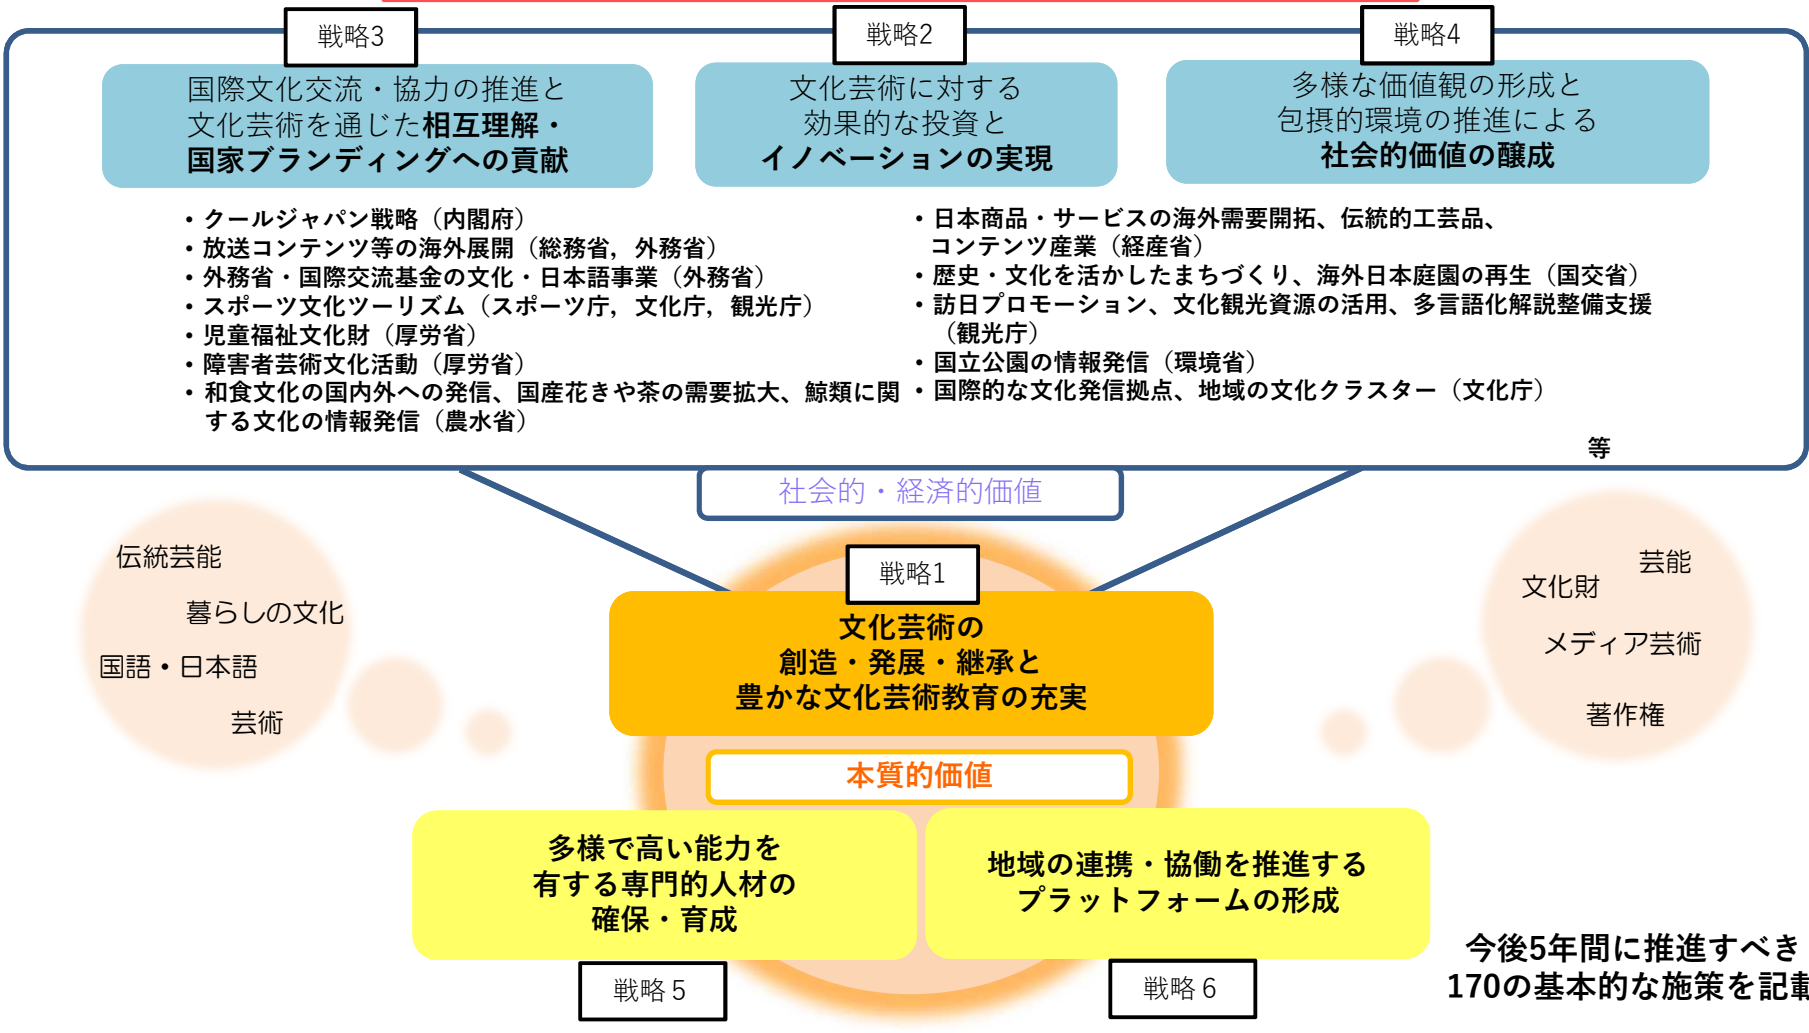 戦略3
戦略2
戦略4
国際文化交流・協力の推進と
文化芸術を通じた相互理解・
国家ブランディングへの貢献
文化芸術に対する
効果的な投資と
イノベーションの実現
多様な価値観の形成と
包摂的環境の推進による
社会的価値の醸成
・クールジャパン戦略（内閣府）
・放送コンテンツ等の海外展開（総務省，外務省）
・外務省・国際交流基金の文化・日本語事業（外務省）
・スポーツ文化ツーリズム（スポーツ庁，文化庁，観光庁）
・児童福祉文化財（厚労省）
・障害者芸術文化活動（厚労省）
・和食文化の国内外への発信、国産花きや茶の需要拡大、鯨類に関
する文化の情報発信（農水省）
・日本商品・サービスの海外需要開拓、伝統的工芸品、
コンテンツ産業（経産省）
・歴史・文化を活かしたまちづくり、海外日本庭園の再生（国交省）
・訪日プロモーション、文化観光資源の活用、多言語化解説整備支援
（観光庁）
・国立公園の情報発信（環境省）
・国際的な文化発信拠点、地域の文化クラスター（文化庁）
等
社会的・経済的価値
伝統芸能
暮らしの文化
国語・日本語
芸術
芸能
文化財
メディア芸術
著作権
戦略1
文化芸術の
創造・発展・継承と
豊かな文化芸術教育の充実
本質的価値
多様で高い能力を
有する専門的人材の
確保・育成
地域の連携・協働を推進する
プラットフォームの形成
戦略５
戦略６
今後5年間に推進すべき
170の基本的な施策を記載